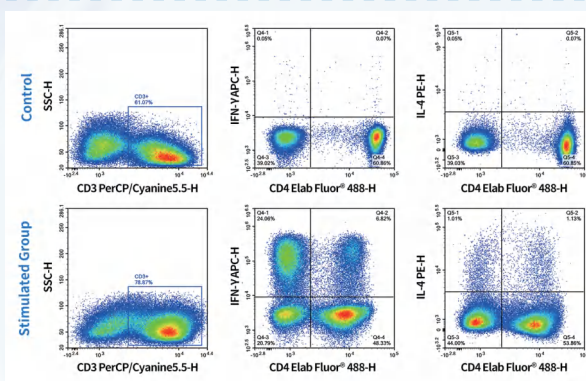 Control
SSC-H
CD3+
61.07%
CD3 PerCP/Cyanine5.5-H
IFN-γ APC-H
Q4-1
0.05%
Q4-2
0.07%
Q4-3
39.02%
Q4-4
60.86%
CD4 Elab Fluor® 488-H
IL-4 PE-H
Q5-1
0.05%
Q5-2
0.07%
Q5-3
39.03%
Q5-4
60.85%
CD4 Elab Fluor® 488-H
Stimulated Group
SSC-H
CD3+
78.87%
CD3 PerCP/Cyanine5.5-H
IFN-γ APC-H
Q4-1
24.06%
Q4-2
6.82%
Q4-3
20.79%
Q4-4
48.33%
CD4 Elab Fluor® 488-H
IL-4 PE-H
Q5-1
1.01%
Q5-2
1.13%
Q5-3
44.00%
Q5-4
53.86%
CD4 Elab Fluor® 488-H